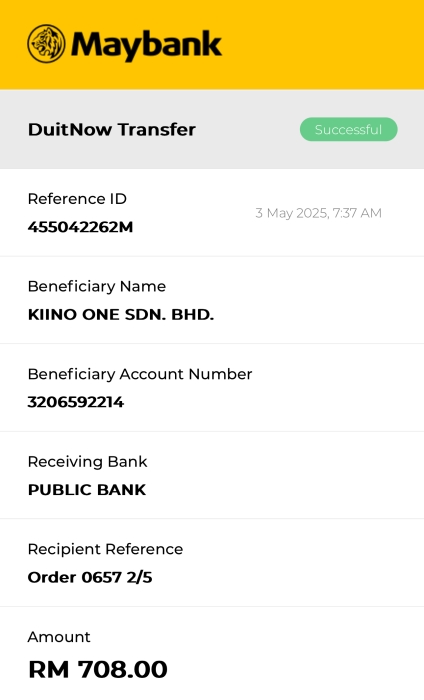 Maybank
DuitNow Transfer
Successful
Reference ID
3 May 2025, 7:37 AM
455042262M
Beneficiary Name
KIINO ONE SDN. BHD.
Beneficiary Account Number
3206592214
Receiving Bank
PUBLIC BANK
Recipient Reference
Order 0657 2/5
Amount
RM 708.00